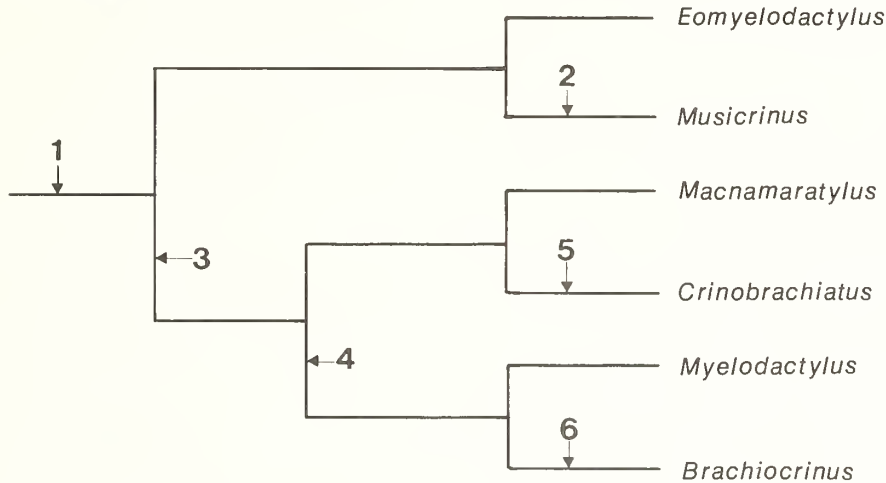 Eomyelodactylus
2
Musicrinus
1
Macnamaratylus
3
5
Crinobrachiatus
4
Myelodactylus
6
Brachiocrinus